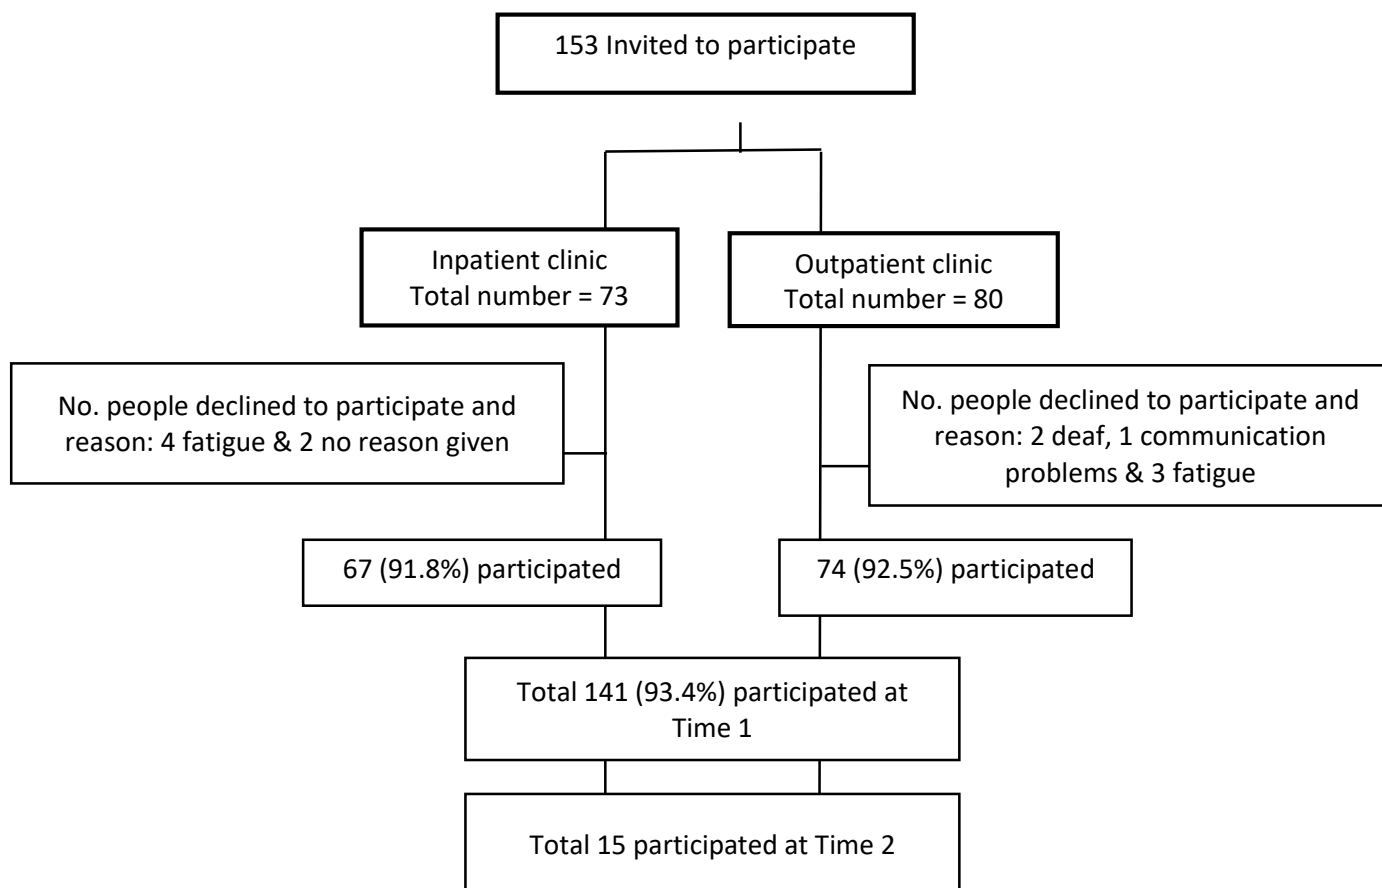 153 Invited to participate
Inpatient clinic
Total number = 73
Outpatient clinic
Total number = 80
No. people declined to participate and
reason: 4 fatigue & 2 no reason given
No. people declined to participate and
reason: 2 deaf, 1 communication
problems & 3 fatigue
67 (91.8%) participated
74 (92.5%) participated
Total 141 (93.4%) participated at
Time 1
Total 15 participated at Time 2